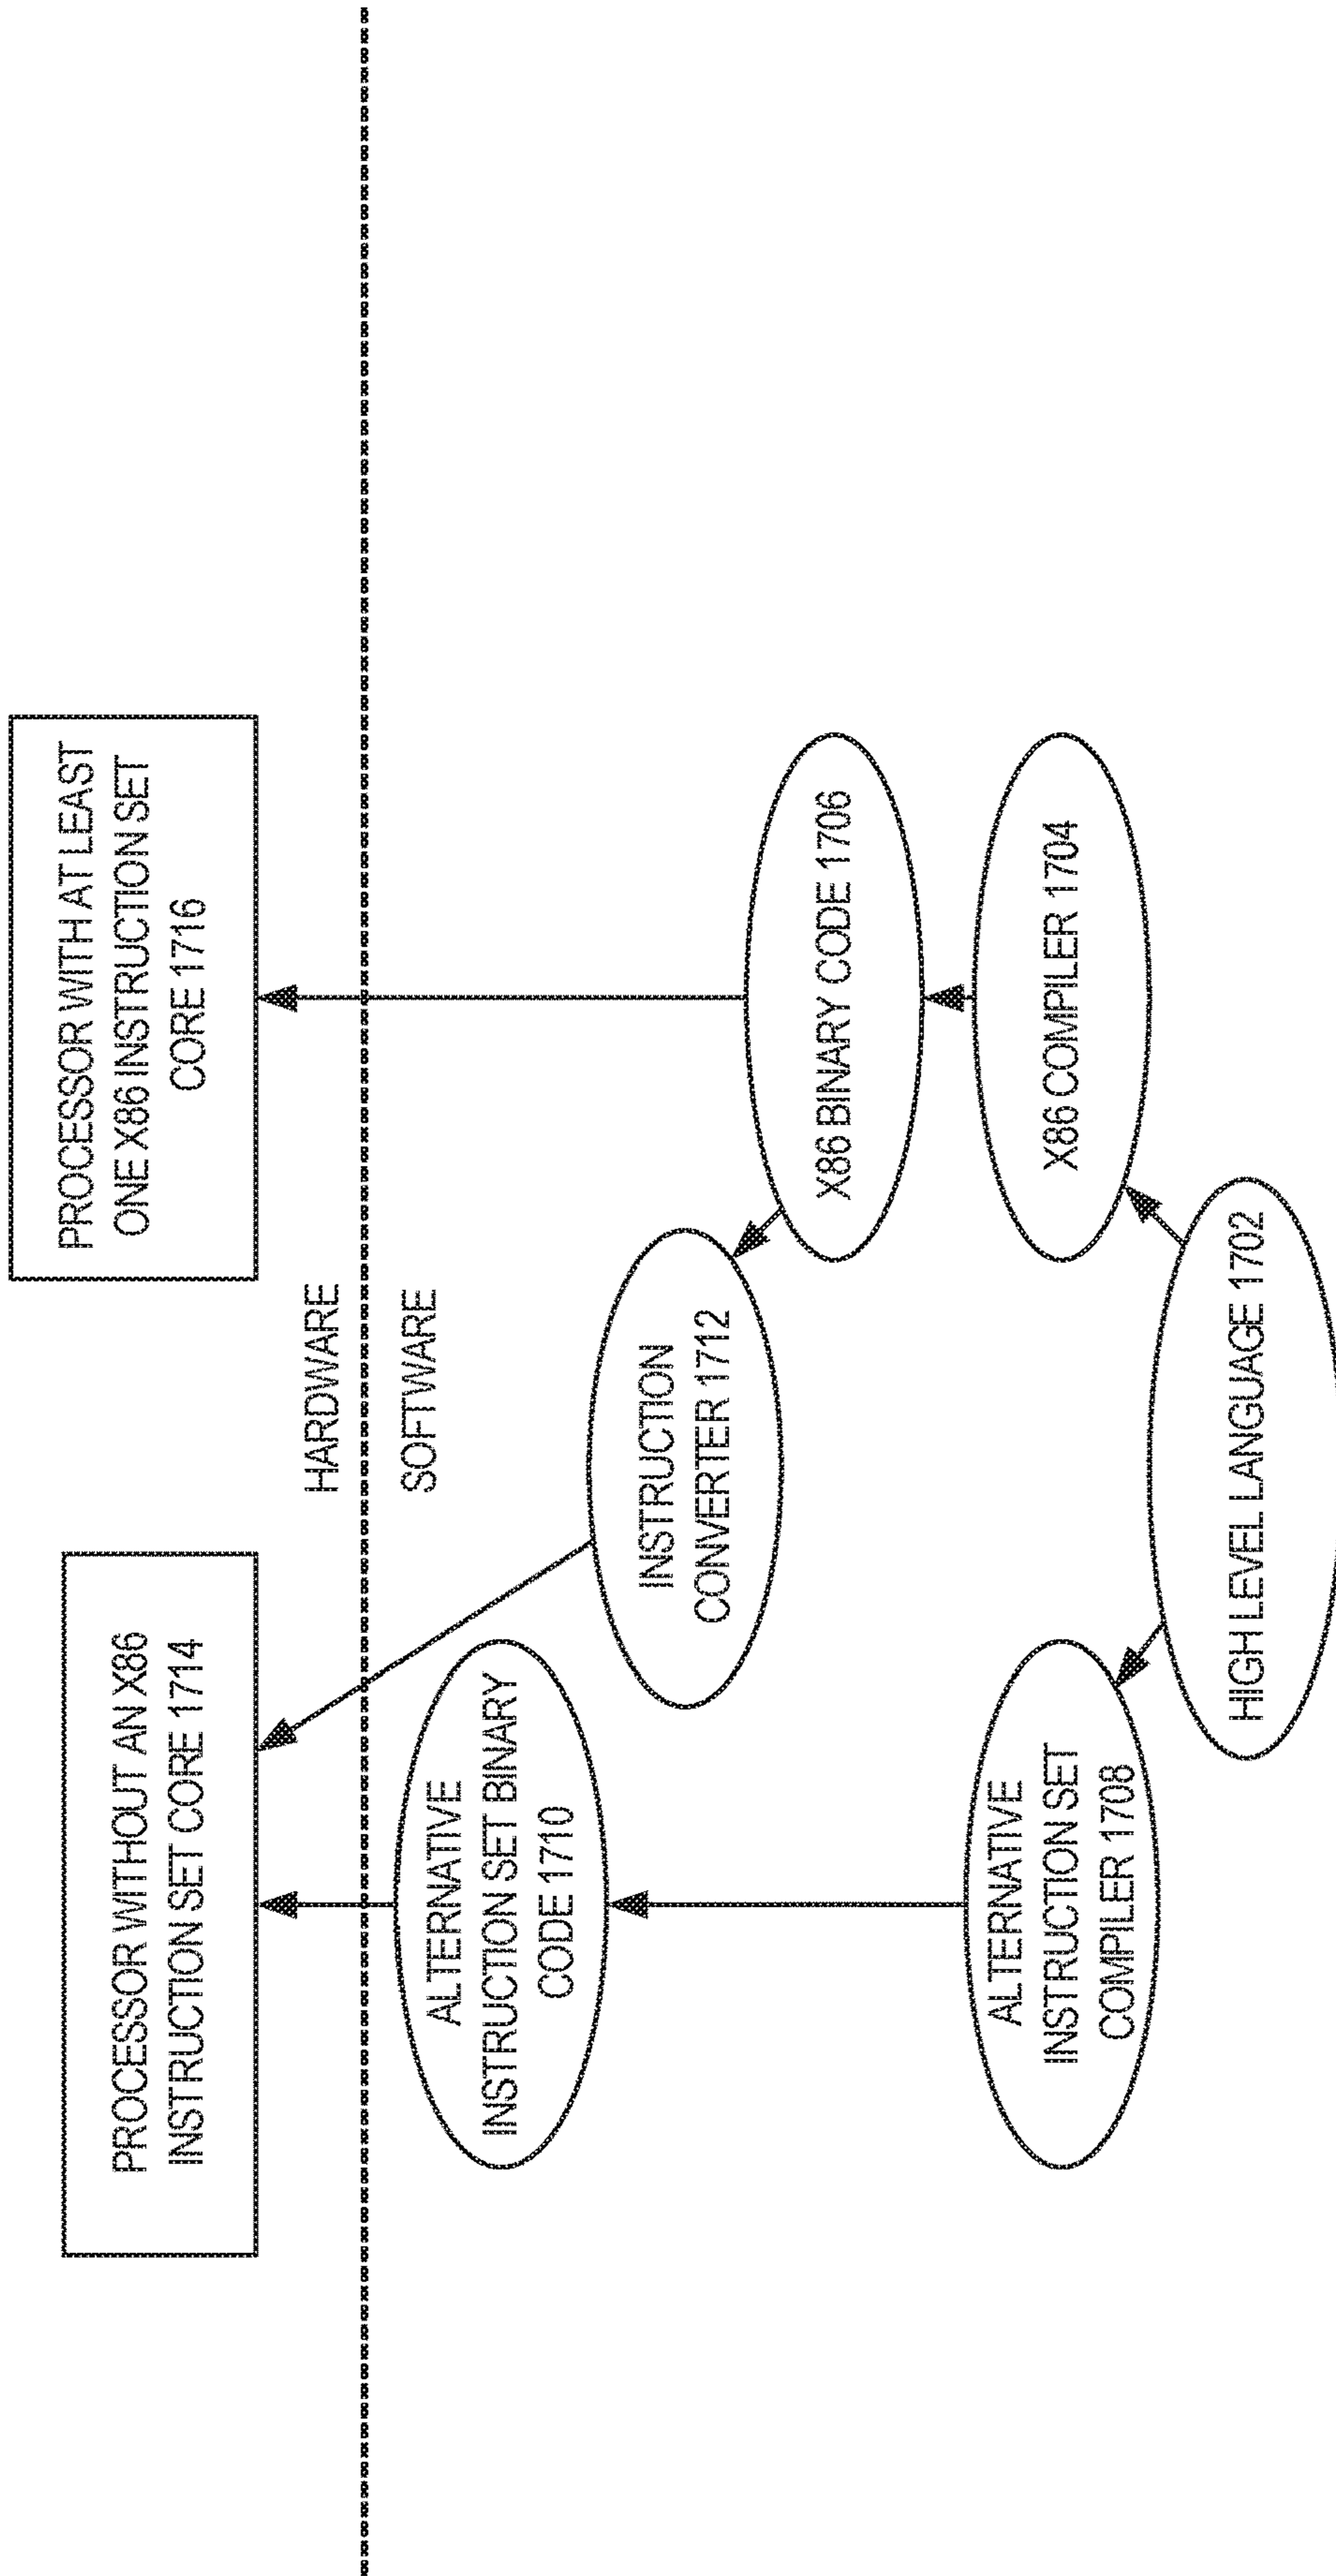 PROCESSOR WITHOUT AN X86
INSTRUCTION SET CORE 1714
PROCESSOR WITH AT LEAST
ONE X86 INSTRUCTION SET
CORE 1716
HARDWARE
SOFTWARE
ALTERNATIVE
INSTRUCTION SET BINARY
CODE 1710
INSTRUCTION
CONVERTER 1712
X86 BINARY CODE 1706
ALTERNATIVE
INSTRUCTION SET
COMPILER 1708
X86 COMPILER 1704
HIGH LEVEL LANGUAGE 1702